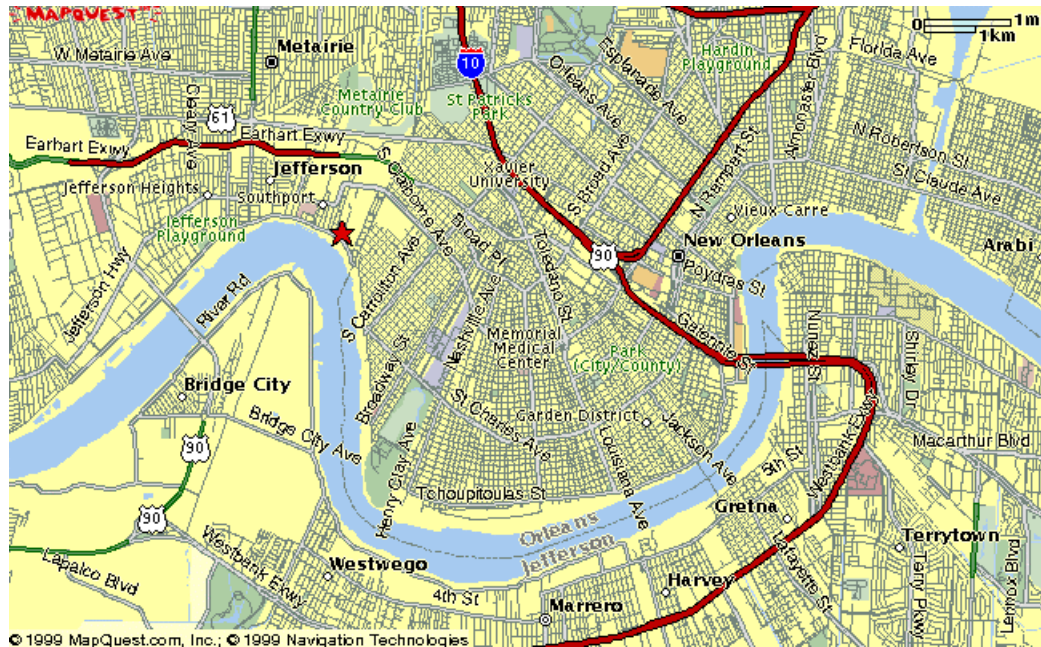 MAPQUEST
0 1m
1km
W Metairie Ave
Metairie
10
Hardin
Playground
Florida Ave
Esplanade Ave
Orleans Ave
Almonaster Blvd
Cleary Ave
61
Metairie
Country Club
St Patricks
Park
Earhart Exwy
Earhart Exwy
N Robertson St
St Claude Ave
Jefferson
Xavier
University
S Broad Ave
N Rampart St
Jefferson Heights
Southport
S Claiborne Ave
Vieux Carre
Jefferson
Playground
Broad Pl
Toledano St
90
New Orleans
Arabi
Jefferson Hwy
River Rd
S Carrollton Ave
Poydras St
Nashville Ave
Memorial
Medical
Center
Park
(City/County)
Nunez St
Shirley Dr
Bridge City
Broadway St
St Charles Ave
Garden District
Jackson Ave
Bridge City Ave
Henry Clay Ave
Louisiana Ave
Westbank Exwy
Macarthur Blvd
90
5th St
Tchoupitoulas St
Gretna
90
Orleans
Jefferson
Terrytown
Westbank Exwy
Lapalco Blvd
Westwego
Lafayette St
Harvey
4th St
Marrero
Terry Pkwy
Lennox Blvd
© 1999 MapQuest.com, Inc.; © 1999 Navigation Technologies